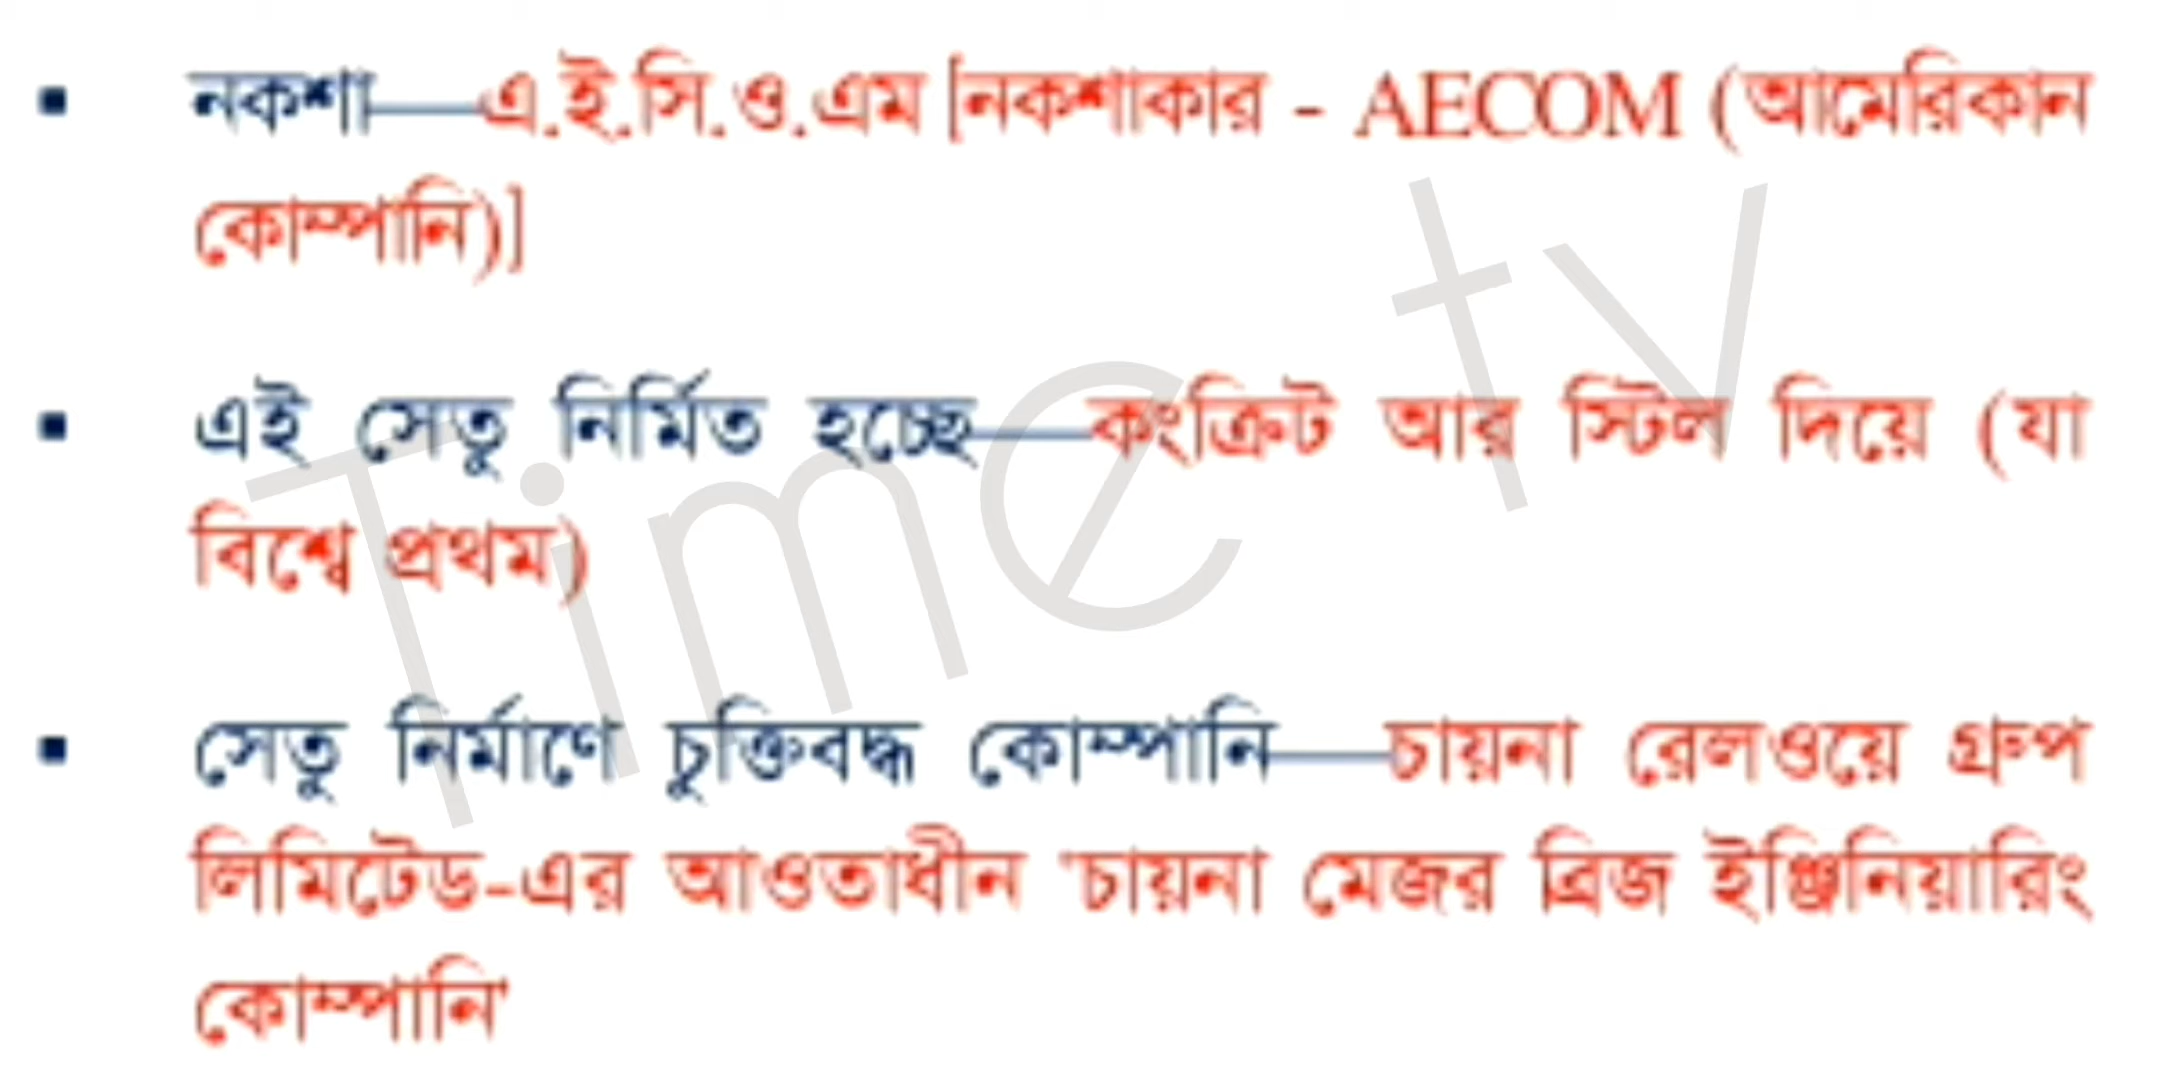 ▪ নকশা—এ.ই.সি.ও.এম [নকশাকার - AECOM (আমেরিকান
কোম্পানি)]
▪ এই সেতু নির্মিত হচ্ছে—কংক্রিট আর স্টিল দিয়ে (যা
বিশ্বে প্রথম)
▪ সেতু নির্মাণে চুক্তিবদ্ধ কোম্পানি—চায়না রেলওয়ে গ্রুপ
লিমিটেড-এর আওতাধীন 'চায়না মেজর ব্রিজ ইঞ্জিনিয়ারিং
কোম্পানি'
Time tv